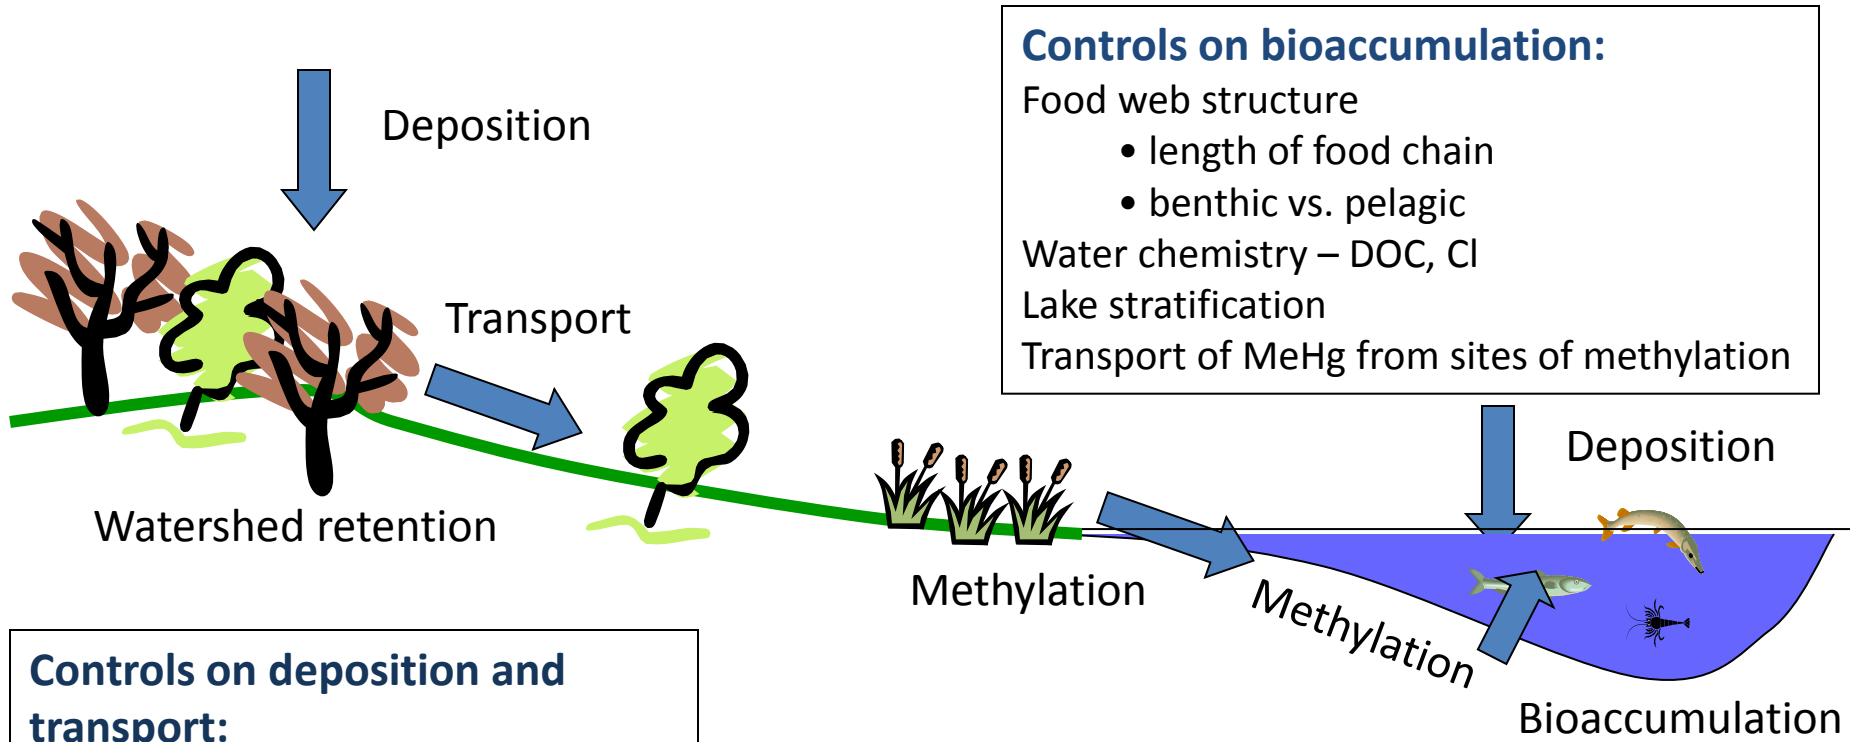 Controls on bioaccumulation:
Food web structure
• length of food chain
• benthic vs. pelagic
Water chemistry – DOC, Cl
Lake stratification
Transport of MeHg from sites of methylation
Deposition
Transport
Deposition
Watershed retention
Methylation
Methylation
Bioaccumulation
Controls on deposition and
transport: